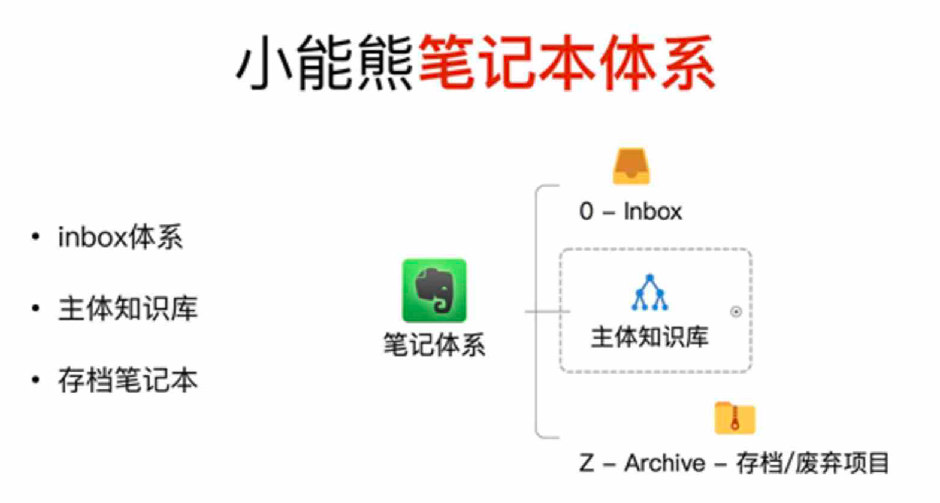 小能熊笔记本体系
• inbox体系
• 主体知识库
• 存档笔记本
笔记体系
0 – Inbox
主体知识库
Z – Archive – 存档/废弃项目